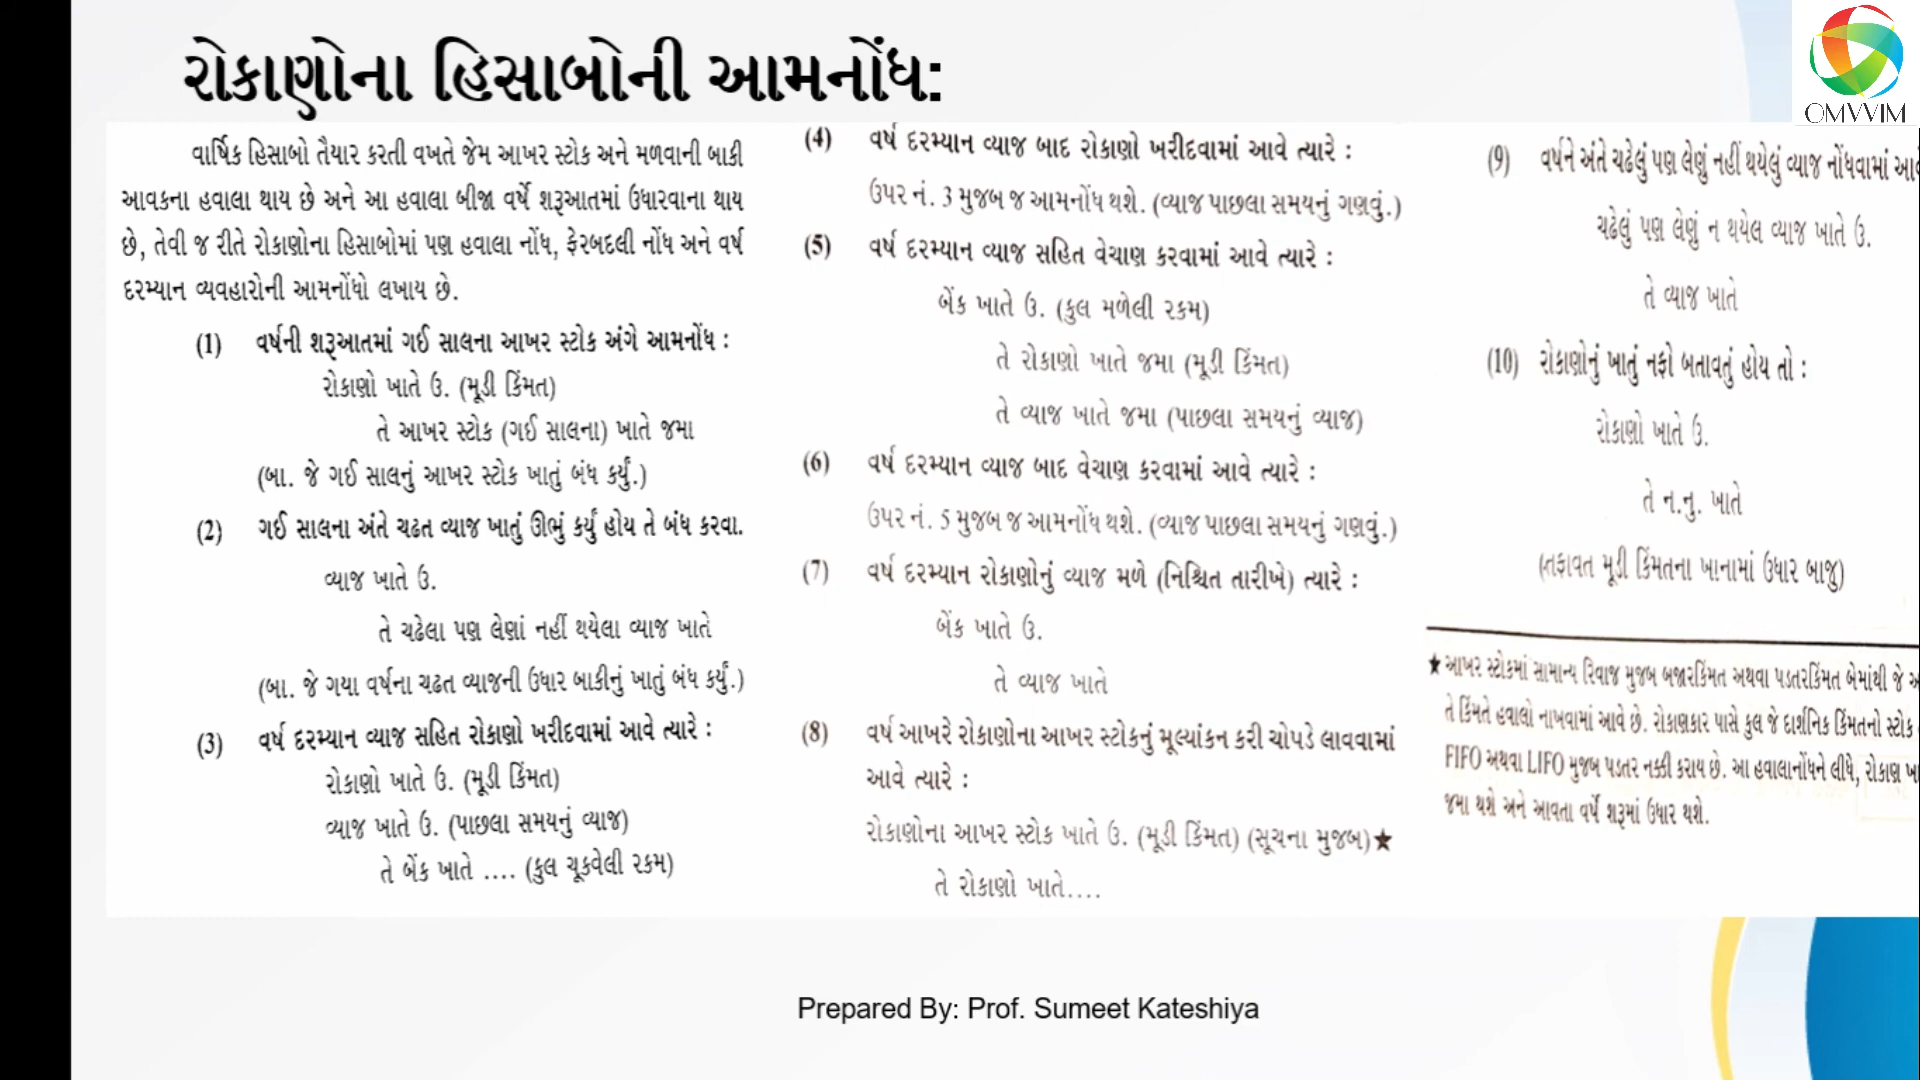 રોકાણોના હિસાબોની આમનોંધ:
OMVVIM
વાર્ષિક હિસાબો તૈયાર કરતી વખતે જેમ આખર સ્ટોક અને મળવાની બાકી
આવકના હવાલા થાય છે અને આ હવાલા બીજા વર્ષે શરૂઆતમાં ઉધારવાના થાય
છે, તેવી જ રીતે રોકાણોના હિસાબોમાં પણ હવાલા નોંધ, ફેરબદલી નોંધ અને વર્ષ
દરમ્યાન વ્યવહારોની આમનોંધો લખાય છે.
(1) વર્ષની શરૂઆતમાં ગઈ સાલના આખર સ્ટોક અંગે આમનોંધ :
રોકાણો ખાતે ઉ. (મૂડી કિંમત)
તે આખર સ્ટોક (ગઈ સાલના) ખાતે જમા
(બા. જે ગઈ સાલનું આખર સ્ટોક ખાતું બંધ કર્યું.)
(2) ગઈ સાલના અંતે ચઢત વ્યાજ ખાતું ઊભું કર્યું હોય તે બંધ કરવા.
વ્યાજ ખાતે ઉ.
તે ચઢેલા પણ લેણાં નહીં થયેલા વ્યાજ ખાતે
(બા. જે ગયા વર્ષના ચઢત વ્યાજની ઉધાર બાકીનું ખાતું બંધ કર્યું.)
(3) વર્ષ દરમ્યાન વ્યાજ સહિત રોકાણો ખરીદવામાં આવે ત્યારે :
રોકાણો ખાતે ઉ. (મૂડી કિંમત)
વ્યાજ ખાતે ઉ. (પાછલા સમયનું વ્યાજ)
તે બેંક ખાતે .... (કુલ ચૂકવેલી રકમ)
(4) વર્ષ દરમ્યાન વ્યાજ બાદ રોકાણો ખરીદવામાં આવે ત્યારે :
ઉપર નં. 3 મુજબ જ આમનોંધ થશે. (વ્યાજ પાછલા સમયનું ગણવું.)
(5) વર્ષ દરમ્યાન વ્યાજ સહિત વેચાણ કરવામાં આવે ત્યારે :
બેંક ખાતે ઉ. (કુલ મળેલી રકમ)
તે રોકાણો ખાતે જમા (મૂડી કિંમત)
તે વ્યાજ ખાતે જમા (પાછલા સમયનું વ્યાજ)
(6) વર્ષ દરમ્યાન વ્યાજ બાદ વેચાણ કરવામાં આવે ત્યારે :
ઉપર નં. 5 મુજબ જ આમનોંધ થશે. (વ્યાજ પાછલા સમયનું ગણવું.)
(7) વર્ષ દરમ્યાન રોકાણોનું વ્યાજ મળે (નિશ્ચિત તારીખે) ત્યારે :
બેંક ખાતે ઉ.
તે વ્યાજ ખાતે
(8) વર્ષ આખરે રોકાણોના આખર સ્ટોકનું મૂલ્યાંકન કરી ચોપડે લાવવામાં
આવે ત્યારે :
રોકાણોના આખર સ્ટોક ખાતે ઉ. (મૂડી કિંમત) (સૂચના મુજબ)★
તે રોકાણો ખાતે....
(9) વર્ષને અંતે ચઢેલું પણ લેણું નહીં થયેલું વ્યાજ નોંધવામાં
ચઢેલું પણ લેણું ન થયેલ વ્યાજ ખાતે ઉ.
તે વ્યાજ ખાતે
(10) રોકાણોનું ખાતું નફો બતાવતું હોય તો :
રોકાણો ખાતે ઉ.
તે ન.નુ. ખાતે
(તફાવત મૂડી કિંમતના ખાનામાં ઉધાર બાજુ)
★ આખર સ્ટોકમાં સામાન્ય રિવાજ મુજબ બજારકિંમત અથવા પડતરકિંમત બેમાંથી જે
તે કિંમતે હવાલો નાખવામાં આવે છે. રોકાણકાર પાસે કુલ જે દાર્શનિક કિંમતનો સ્ટોક
FIFO અથવા LIFO મુજબ પડતર નક્કી કરાય છે. આ હવાલાનોંધને લીધે, રોકાણ
જમા થશે અને આવતા વર્ષે શરૂમાં ઉધાર થશે.
Prepared By: Prof. Sumeet Kateshiya